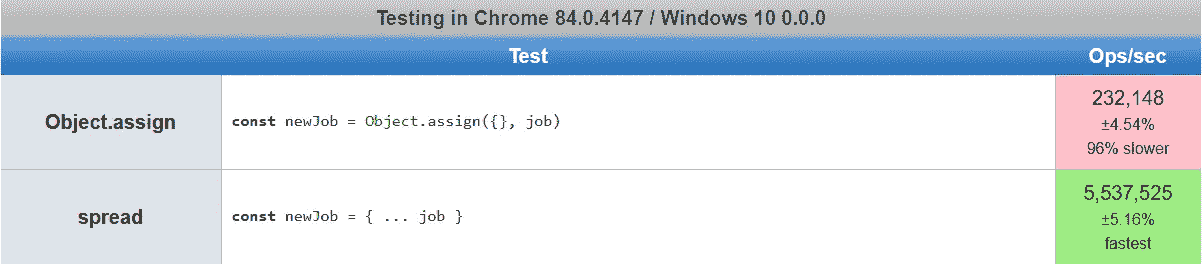 Testing in Chrome 84.0.4147 / Windows 10 0.0.0
Test Ops/sec
Object.assign const newJob = Object.assign({}, job) 232,148
±4.54%
96% slower
spread const newJob = { ... job } 5,537,525
±5.16%
fastest